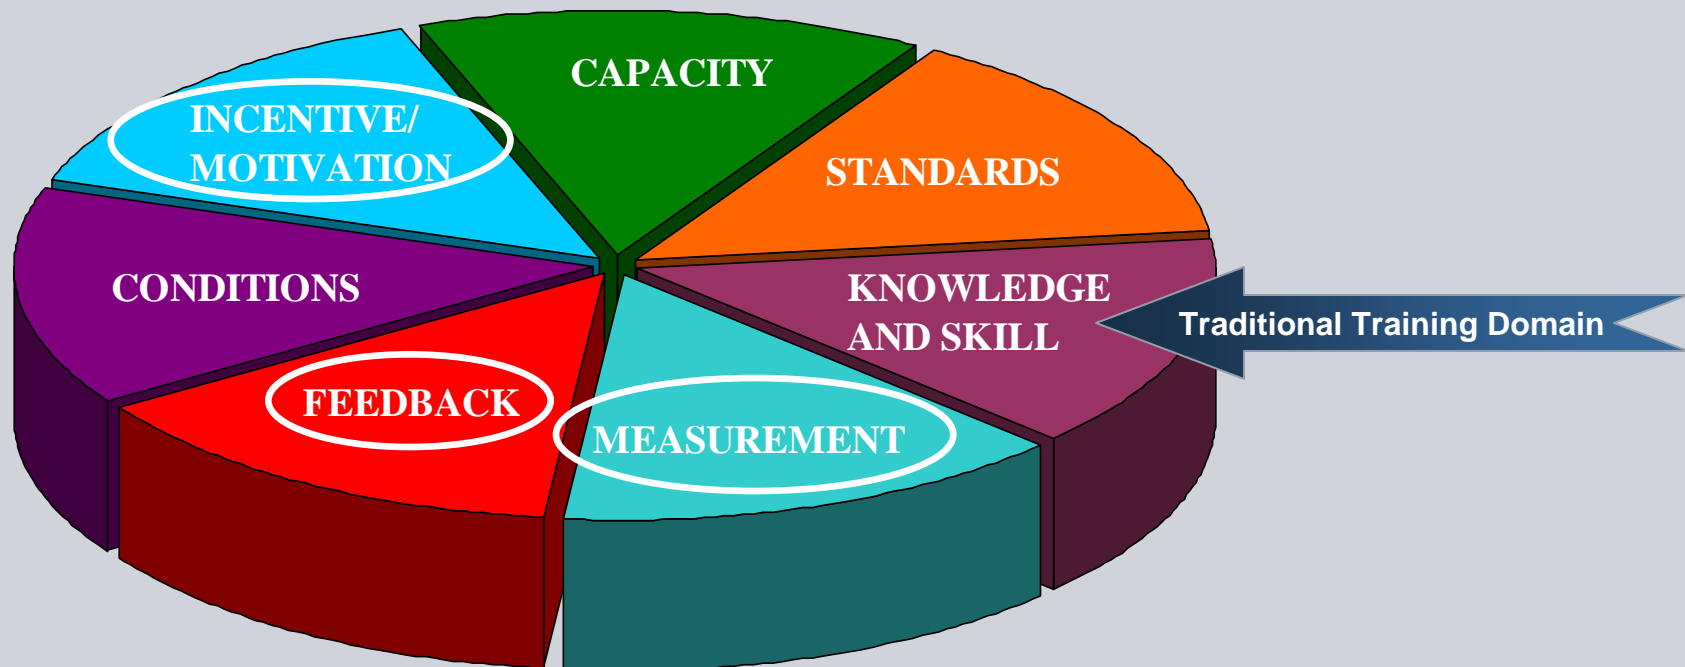 CAPACITY
INCENTIVE/
MOTIVATION
STANDARDS
CONDITIONS
KNOWLEDGE
AND SKILL
Traditional Training Domain
FEEDBACK
MEASUREMENT